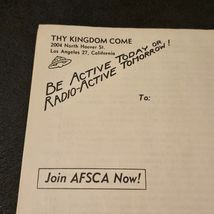 THY KINGDOM COME
2004 North Hoover St.
Los Angeles 27, California
BE ACTIVE TODAY OR
RADIO-ACTIVE TOMORROW!
To:
Join AFSCA Now!